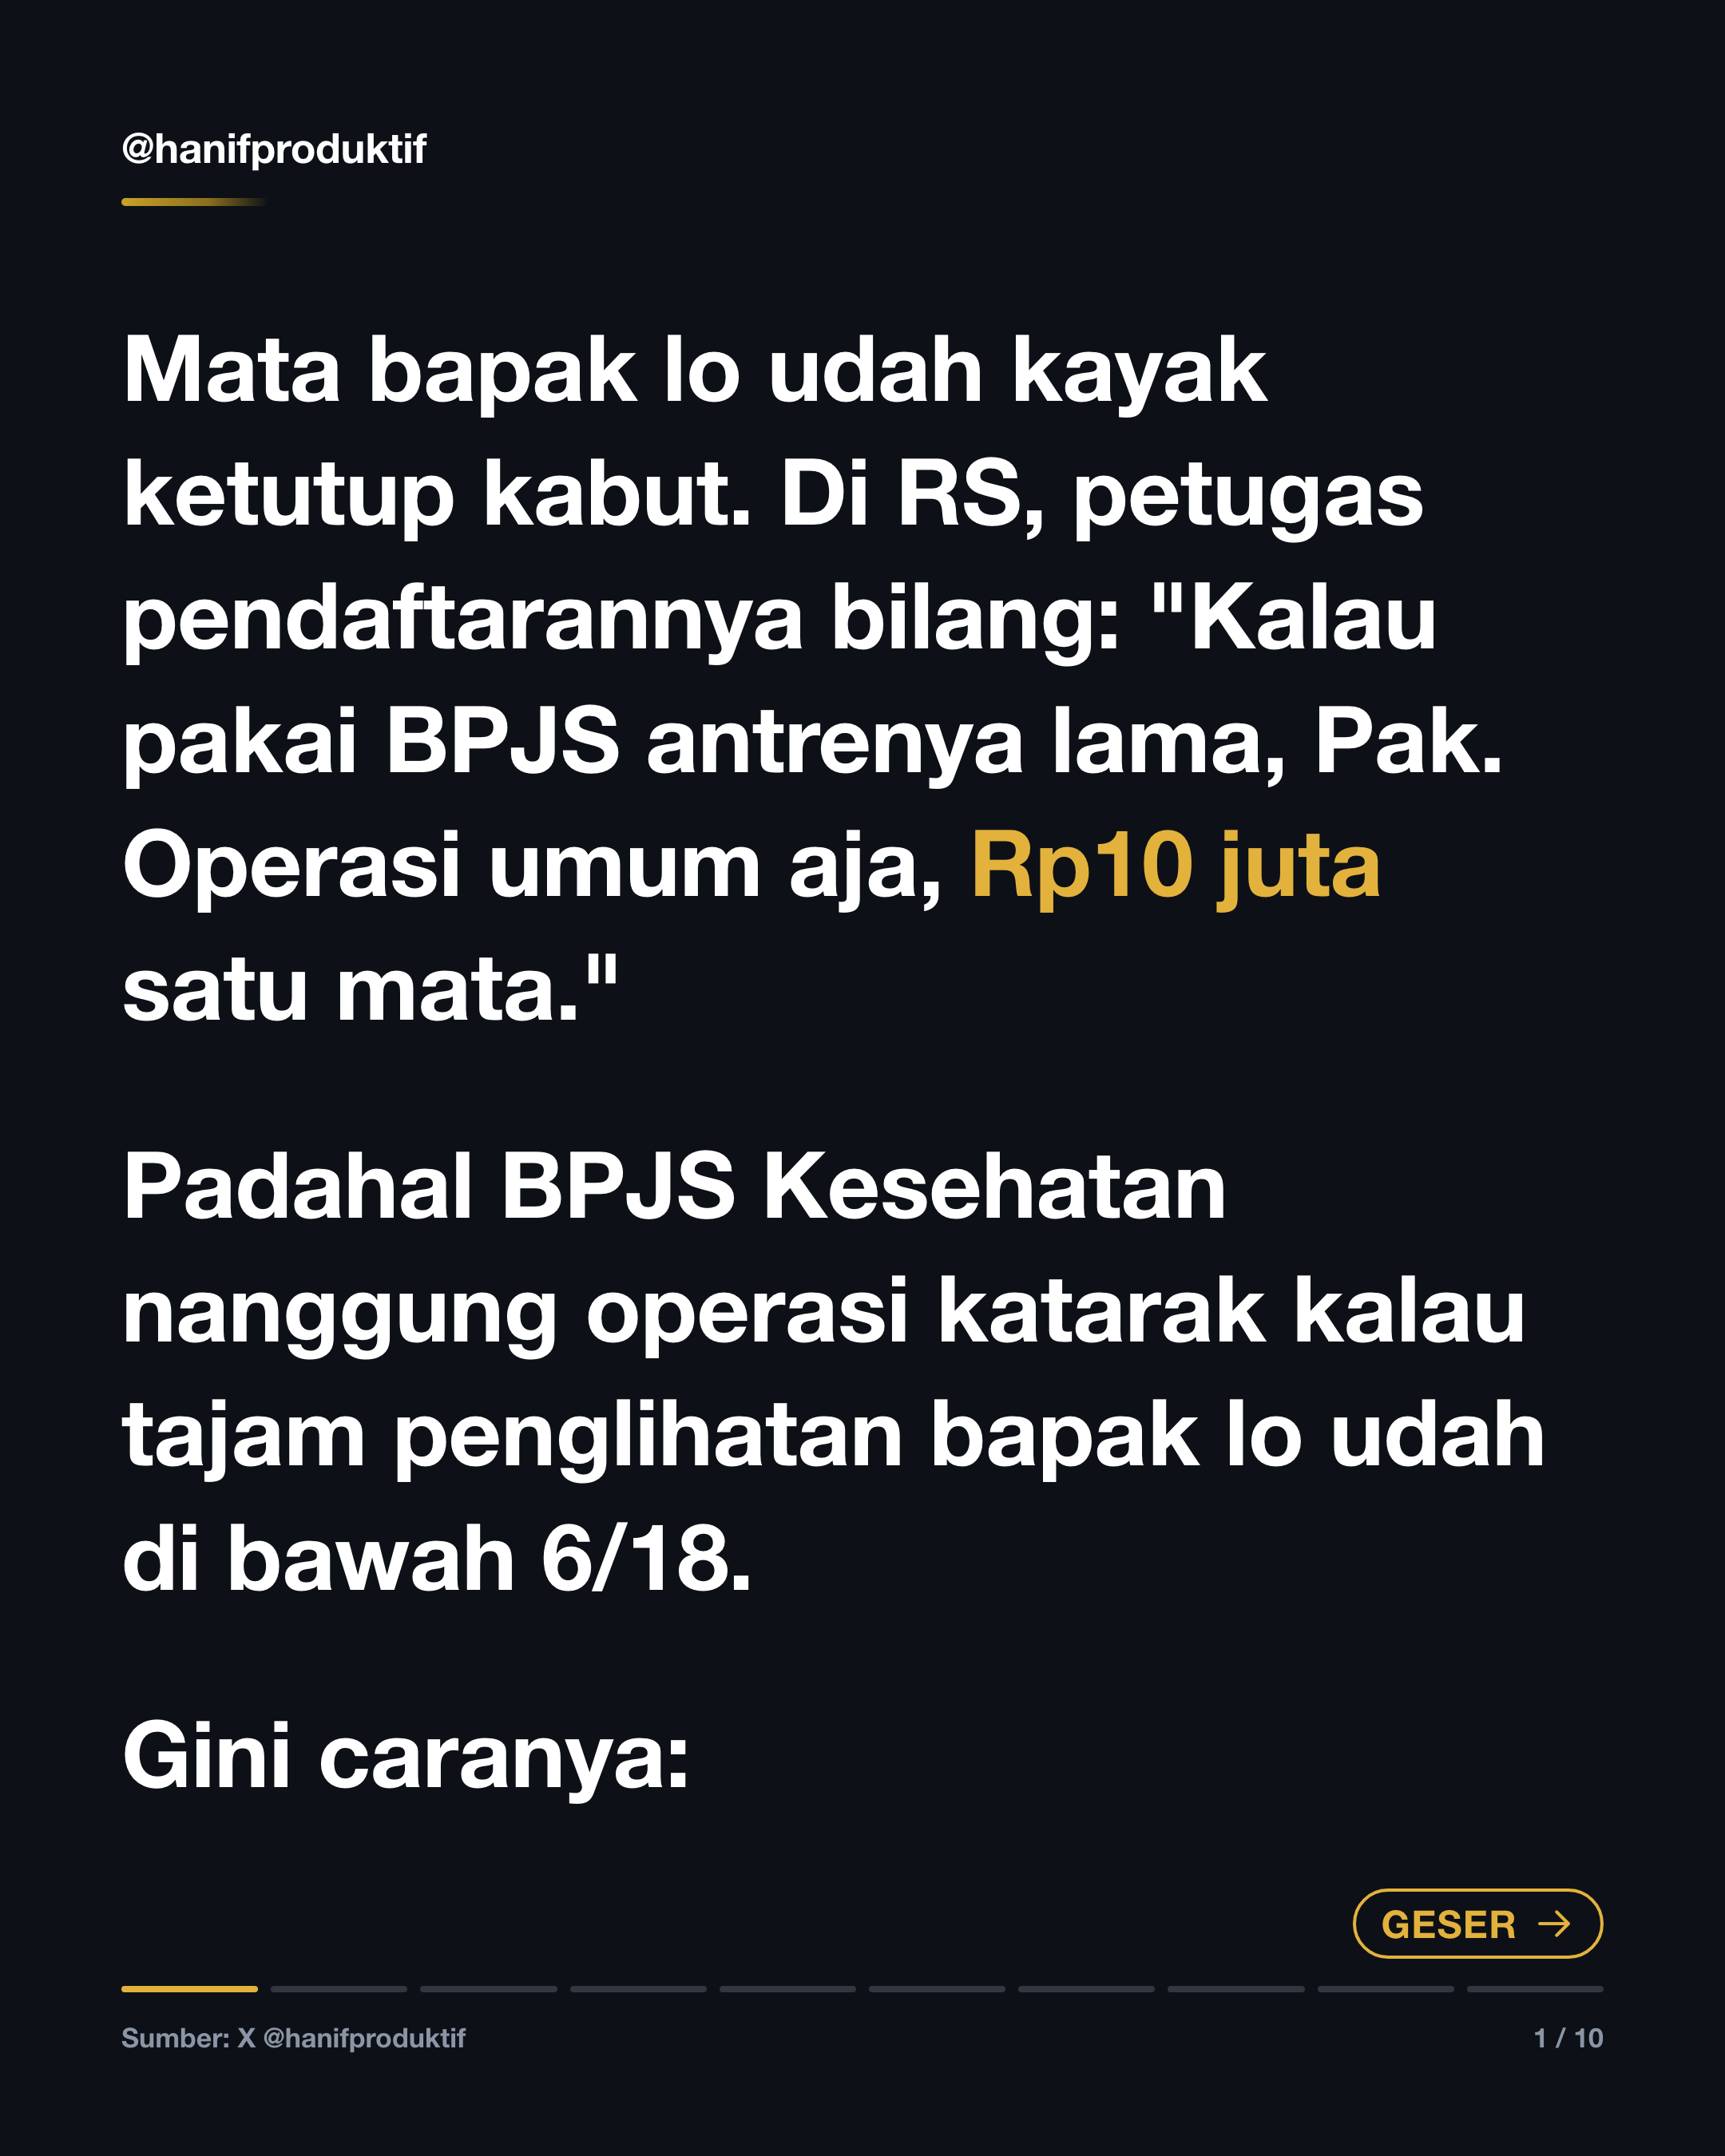 @hanifproduktif
Mata bapak lo udah kayak
ketutup kabut. Di RS, petugas
pendaftarannya bilang: "Kalau
pakai BPJS antrenya lama, Pak.
Operasi umum aja, Rp10 juta
satu mata."
Padahal BPJS Kesehatan
nanggung operasi katarak kalau
tajam penglihatan bapak lo udah
di bawah 6/18.
Gini caranya:
GESER →
Sumber: X @hanifproduktif
1 / 10